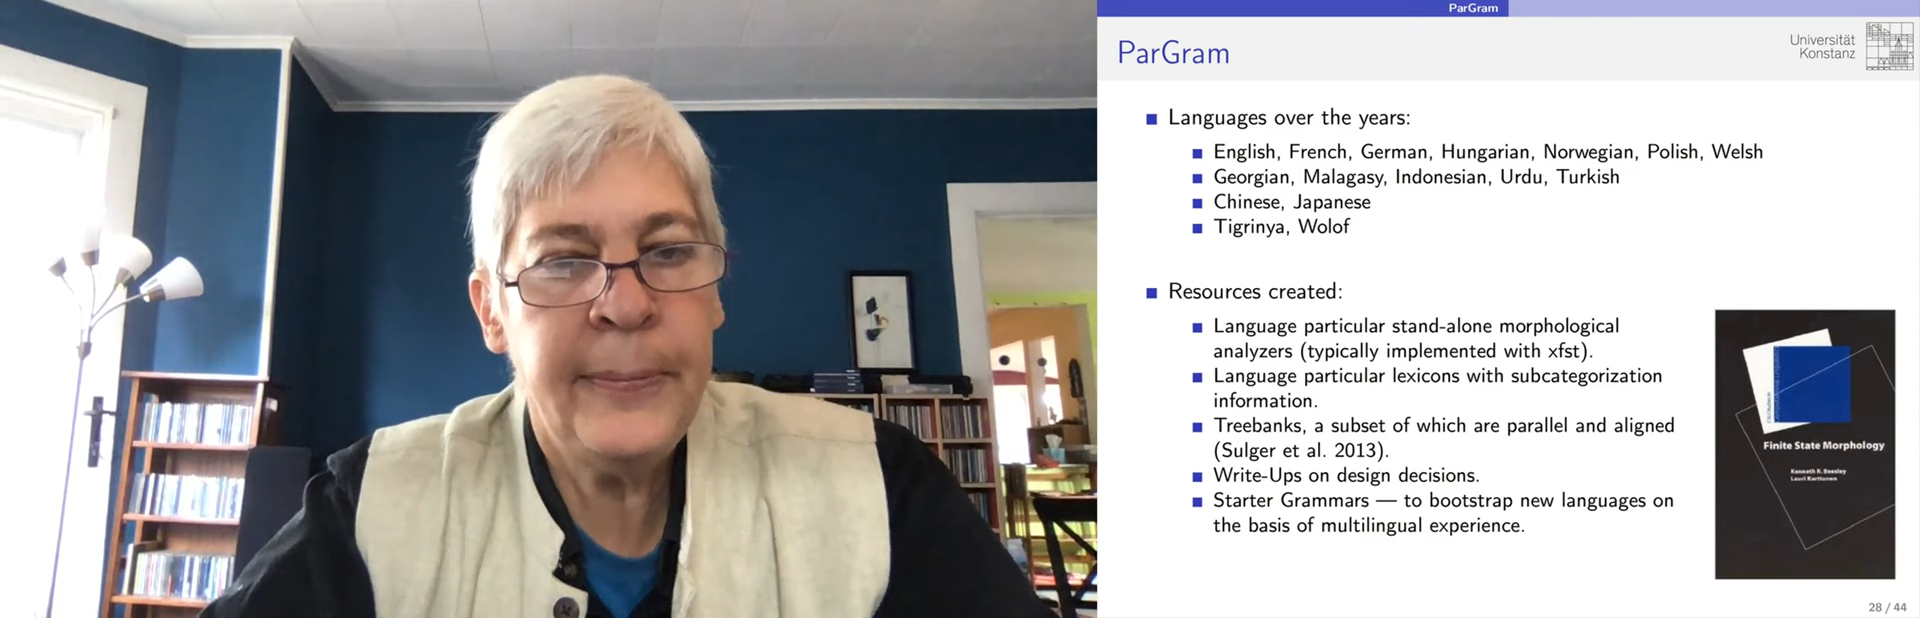 ParGram
ParGram
Universität
Konstanz
Languages over the years:
English, French, German, Hungarian, Norwegian, Polish, Welsh
Georgian, Malagasy, Indonesian, Urdu, Turkish
Chinese, Japanese
Tigrinya, Wolof
Resources created:
Language particular stand-alone morphological
analyzers (typically implemented with xfst).
Language particular lexicons with subcategorization
information.
Treebanks, a subset of which are parallel and aligned
(Sulger et al. 2013).
Write-Ups on design decisions.
Starter Grammars — to bootstrap new languages on
the basis of multilingual experience.
Finite State Morphology
Kenneth R. Beesley
Lauri Karttunen
28 / 44